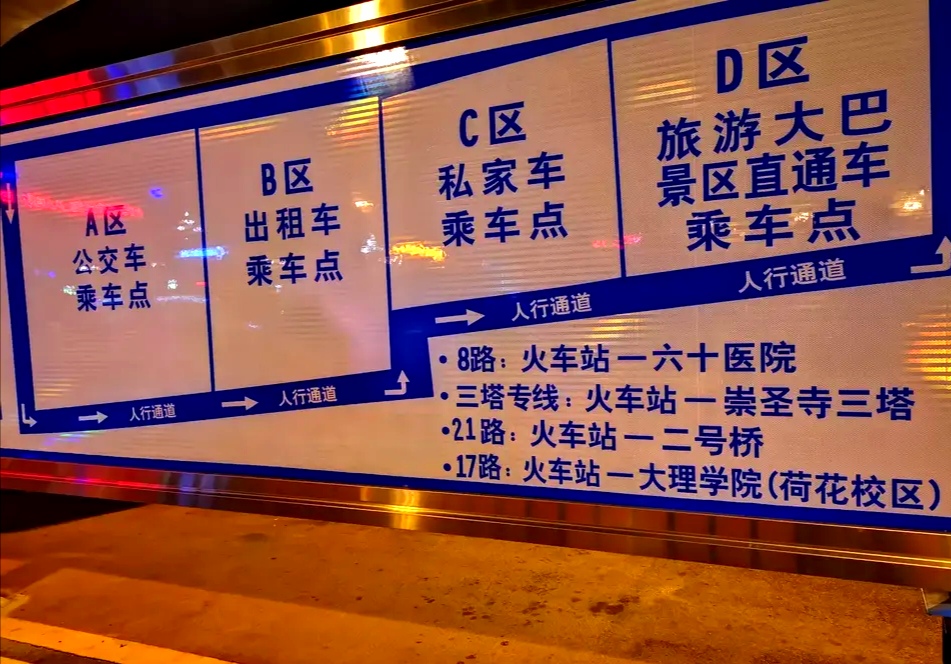 A区
公交车
乘车点
B区
出租车
乘车点
C区
私家车
乘车点
D区
旅游大巴
景区直通车
乘车点
人行通道
人行通道
人行通道
人行通道
• 8路：火车站—六十医院
• 三塔专线：火车站—崇圣寺三塔
• 21路：火车站—二号桥
• 17路：火车站—大理学院(荷花校区)